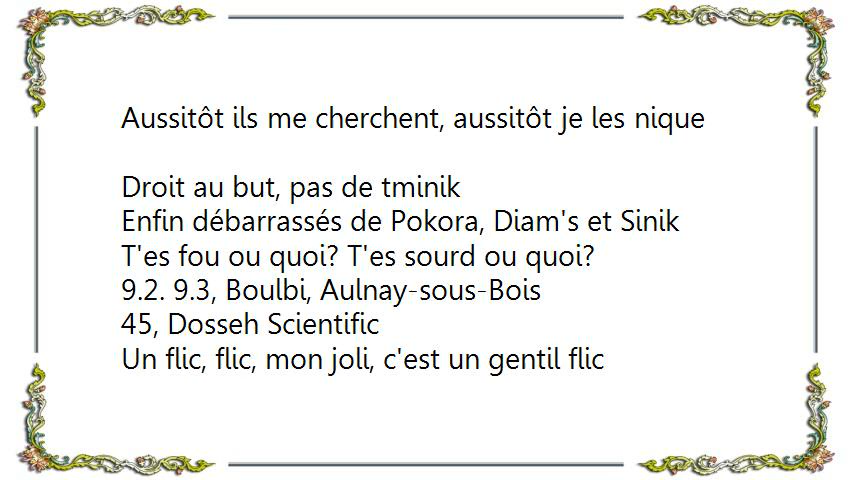 Aussitôt ils me cherchent, aussitôt je les nique
Droit au but, pas de tminik
Enfin débarrassés de Pokora, Diam's et Sinik
T'es fou ou quoi? T'es sourd ou quoi?
9.2. 9.3, Boulbi, Aulnay-sous-Bois
45, Dosseh Scientific
Un flic, flic, mon joli, c'est un gentil flic